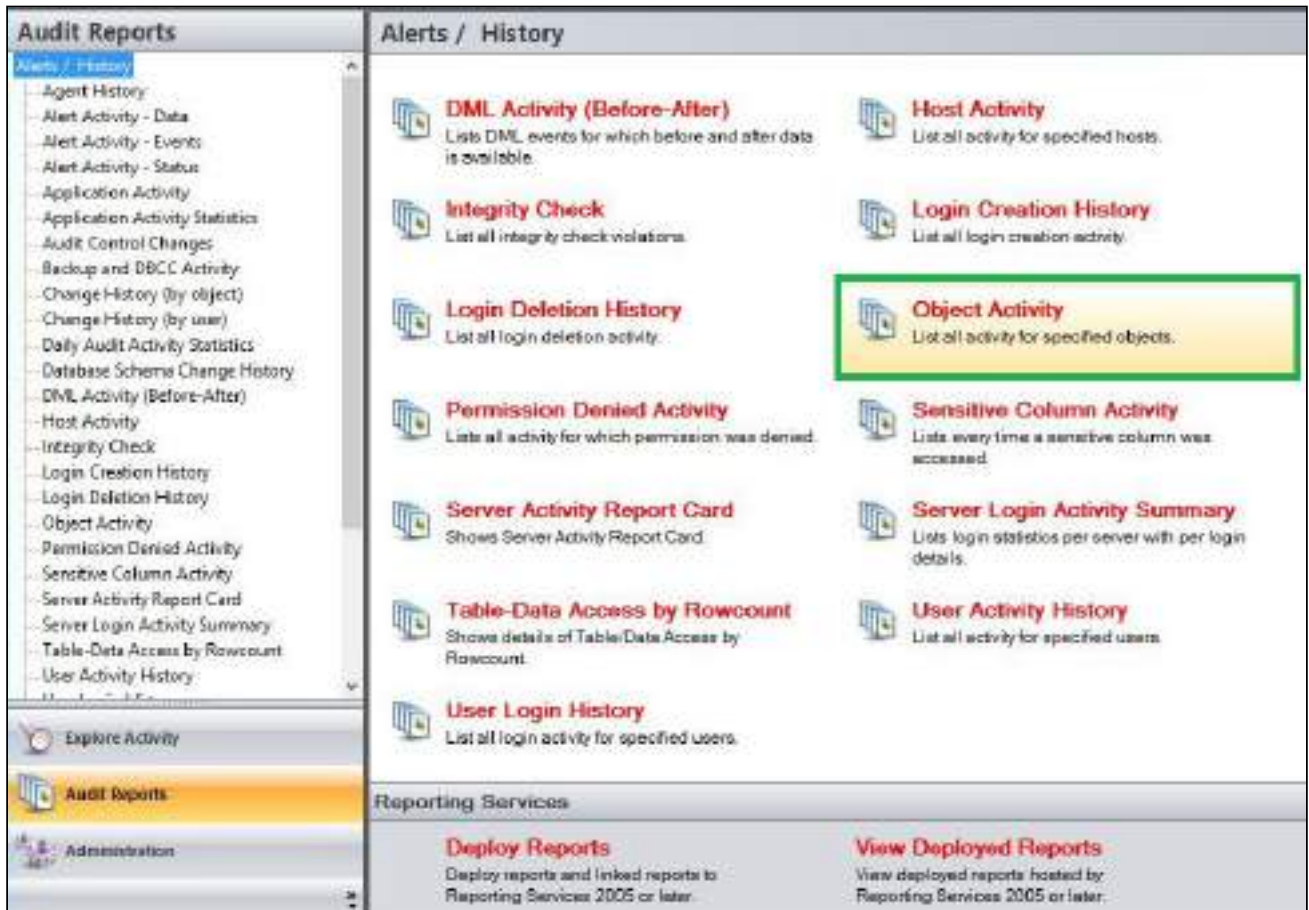 Audit Reports
Alerts / History
Agent History
Alert Activity - Data
Alert Activity - Events
Alert Activity - Status
Application Activity
Application Activity Statistics
Audit Control Changes
Backup and DBCC Activity
Change History (by object)
Change History (by user)
Daily Audit Activity Statistics
Database Schema Change History
DML Activity (Before-After)
Host Activity
Integrity Check
Login Creation History
Login Deletion History
Object Activity
Permission Denied Activity
Sensitive Column Activity
Server Activity Report Card
Server Login Activity Summary
Table-Data Access by Rowcount
User Activity History
Explore Activity
Audit Reports
Administration
Alerts / History
DML Activity (Before-After)
Lists DML events for which before and after data
is available.
Host Activity
List all activity for specified hosts.
Integrity Check
List all integrity check violations.
Login Creation History
List all login creation activity.
Login Deletion History
List all login deletion activity.
Object Activity
List all activity for specified objects.
Permission Denied Activity
Lists all activity for which permission was denied.
Sensitive Column Activity
Lists every time a sensitive column was
accessed.
Server Activity Report Card
Shows Server Activity Report Card.
Server Login Activity Summary
Lists login statistics per server with per login
details.
Table-Data Access by Rowcount
Shows details of Table/Data Access by
Rowcount.
User Activity History
List all activity for specified users.
User Login History
List all login activity for specified users.
Reporting Services
Deploy Reports
Deploy reports and linked reports to
Reporting Services 2005 or later.
View Deployed Reports
View deployed reports hosted by
Reporting Services 2005 or later.